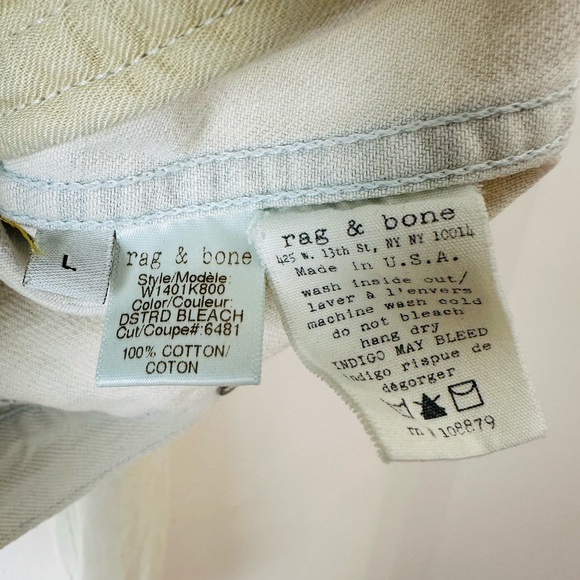 L
rag & bone
Style/Modèle:
W1401K800
Color/Couleur:
DSTRD BLEACH
Cut/Coupe#:6481
100% COTTON/
COTON
rag & bone
425 W. 13th St, NY NY 10014
Made in U.S.A.
wash inside out/
laver à l'envers
machine wash cold
do not bleach
hang dry
INDIGO MAY BLEED
indigo risque de
dégorger
108879